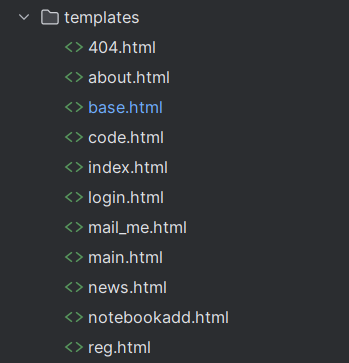 templates
404.html
about.html
base.html
code.html
index.html
login.html
mail_me.html
main.html
news.html
notebookadd.html
reg.html